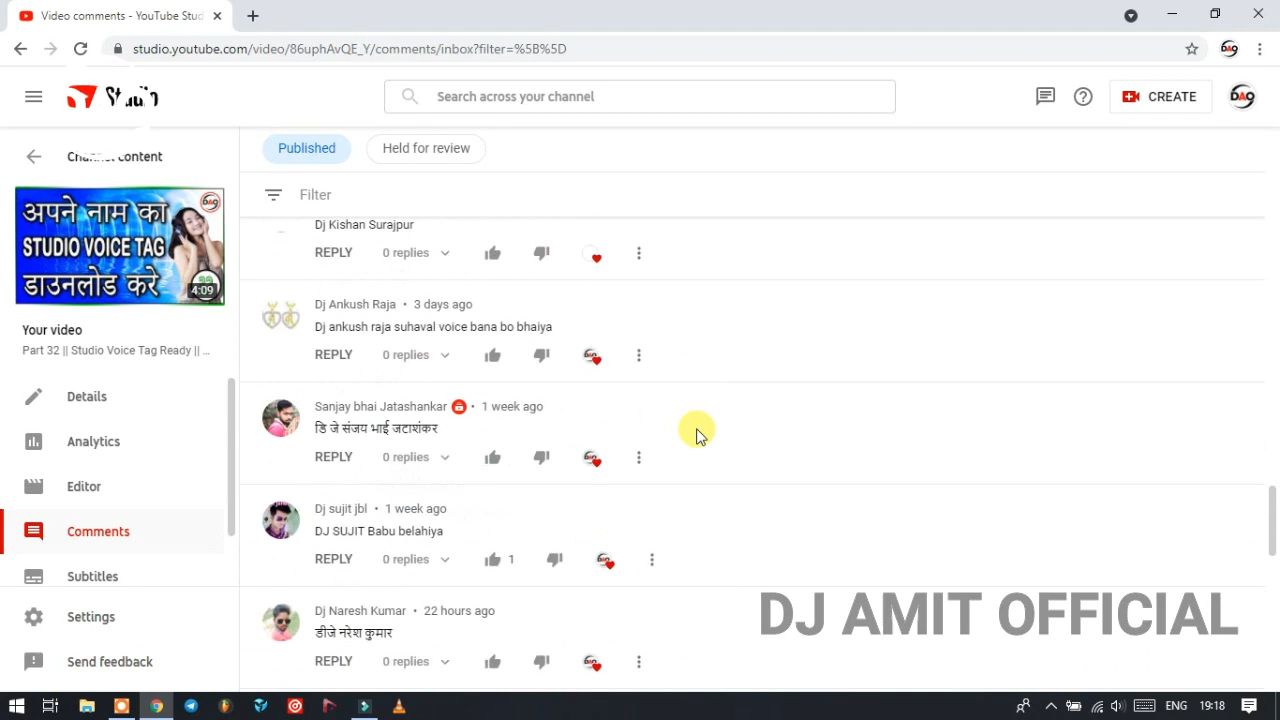 Video comments - YouTube Stud
studio.youtube.com/video/86uphAvQE_Y/comments/inbox?filter=%5B%5D
Studio
Search across your channel
CREATE
DAO
Channel content
Published
Held for review
Filter
अपने नाम का
STUDIO VOICE TAG
डाउनलोड करे
4:09
Your video
Part 32 || Studio Voice Tag Ready || ...
Details
Analytics
Editor
Comments
Subtitles
Settings
Send feedback
Dj Kishan Surajpur
REPLY 0 replies
Dj Ankush Raja • 3 days ago
Dj ankush raja suhaval voice bana bo bhaiya
REPLY 0 replies
Sanjay bhai Jatashankar • 1 week ago
डि जे संजय भाई जटाशंकर
REPLY 0 replies
Dj sujit jbl • 1 week ago
DJ SUJIT Babu belahiya
REPLY 0 replies 1
Dj Naresh Kumar • 22 hours ago
डीजे नरेश कुमार
REPLY 0 replies
DJ AMIT OFFICIAL
ENG 19:18